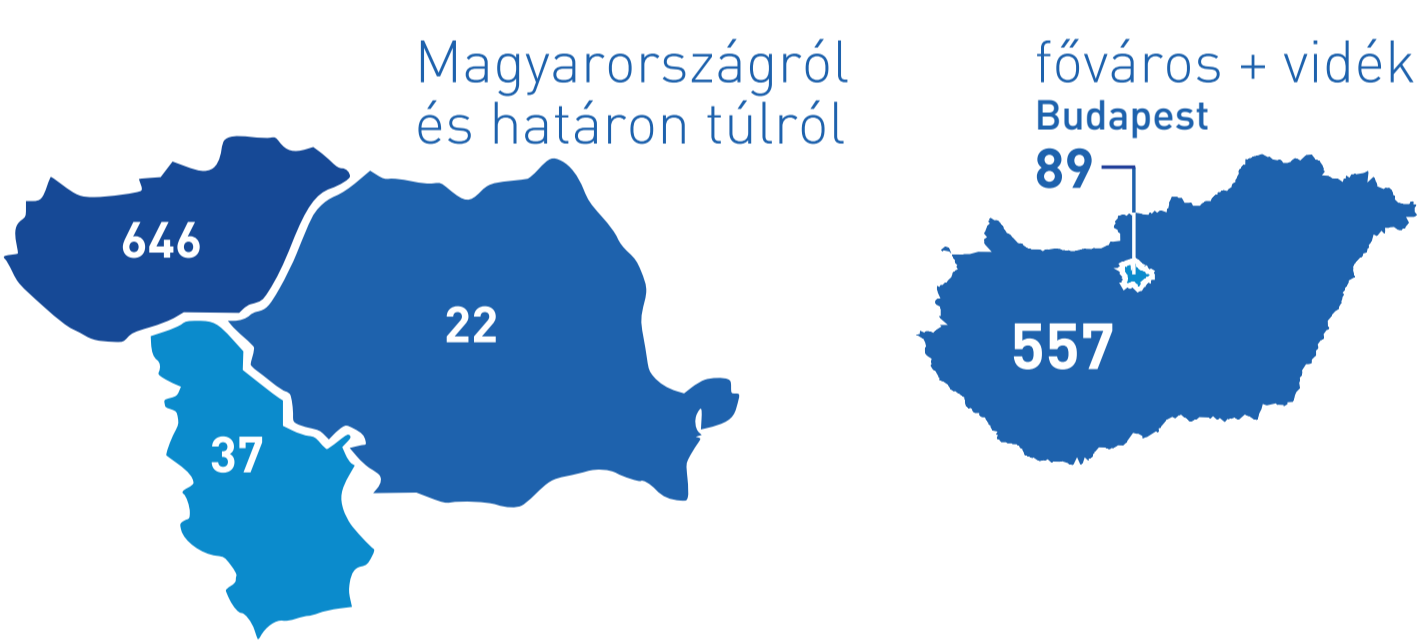 Magyarországról
és határon túlról
646
22
37
főváros + vidék
Budapest
89
557